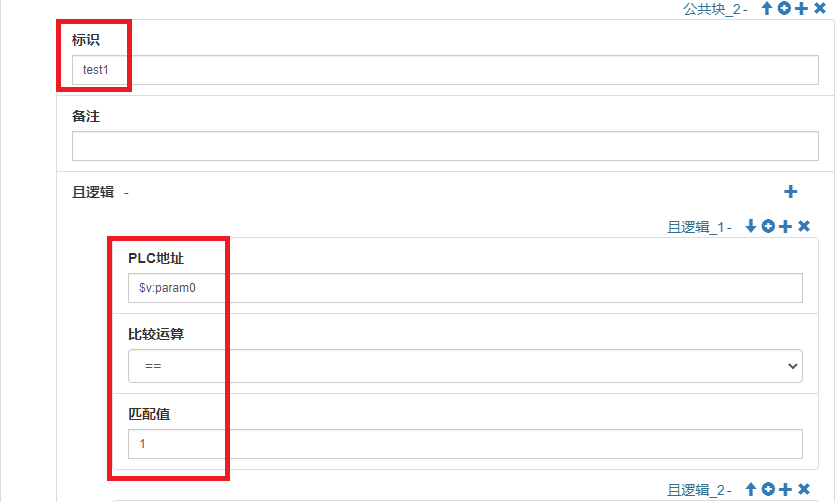 公共块_2-
标识
test1
备注
且逻辑 -
且逻辑_1-
PLC地址
$v:param0
比较运算
==
匹配值
1
且逻辑_2-